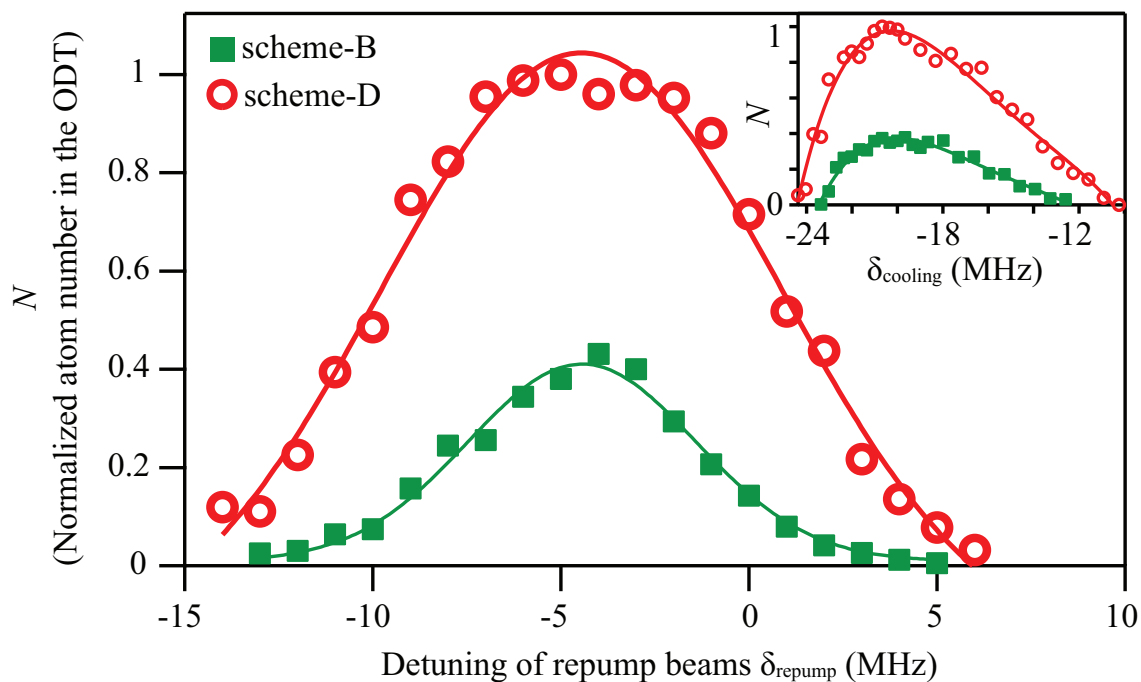 N
(Normalized atom number in the ODT)
1
0.8
0.6
0.4
0.2
0
scheme-B
scheme-D
N
1
0
-24 -18 -12
δcooling (MHz)
-15 -10 -5 0 5 10
Detuning of repump beams δrepump (MHz)